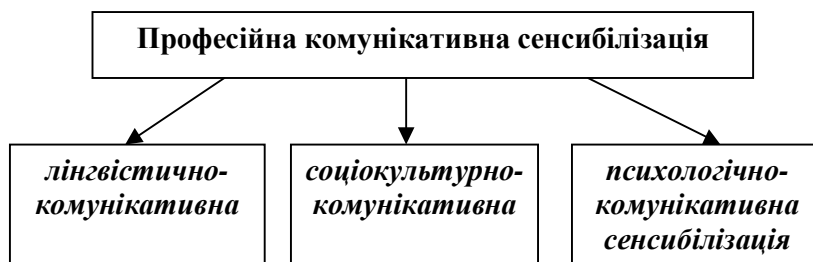 Професійна комунікативна сенсибілізація
лінгвістично-
комунікативна
соціокультурно-
комунікативна
психологічно-
комунікативна
сенсибілізація